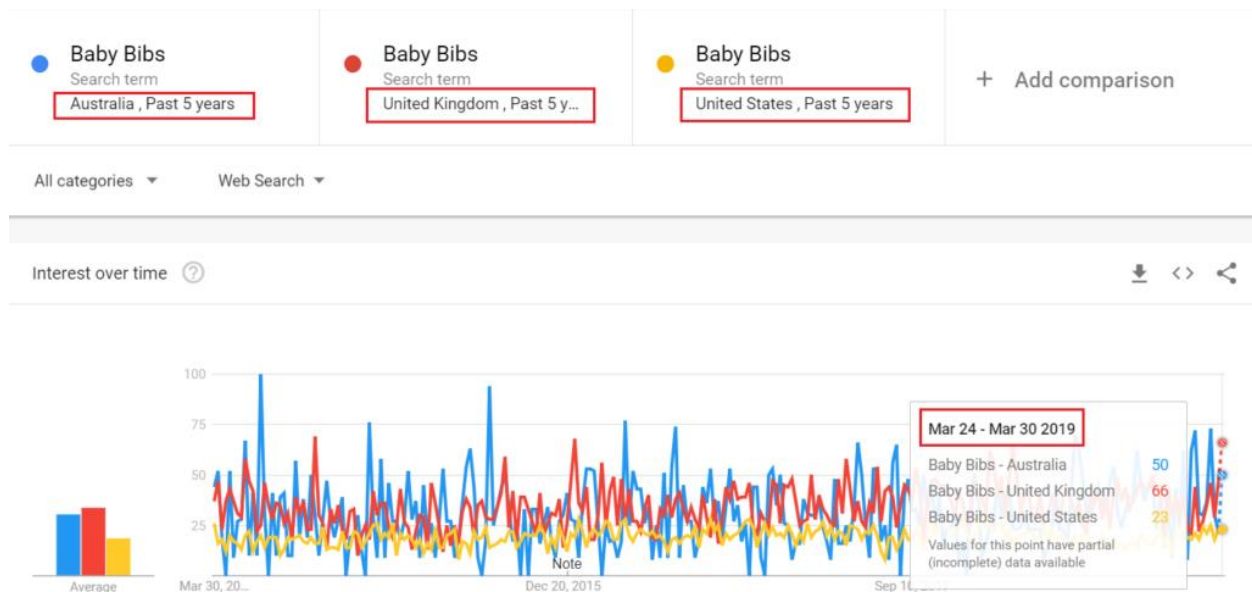 Baby Bibs
Search term
Australia , Past 5 years
Baby Bibs
Search term
United Kingdom , Past 5 y...
Baby Bibs
Search term
United States , Past 5 years
+ Add comparison
All categories
Web Search
Interest over time
100
75
50
25
Average
Mar 30, 20...
Note
Dec 20, 2015
Sep 10,
Mar 24 - Mar 30 2019
Baby Bibs - Australia 50
Baby Bibs - United Kingdom 66
Baby Bibs - United States 23
Values for this point have partial
(incomplete) data available